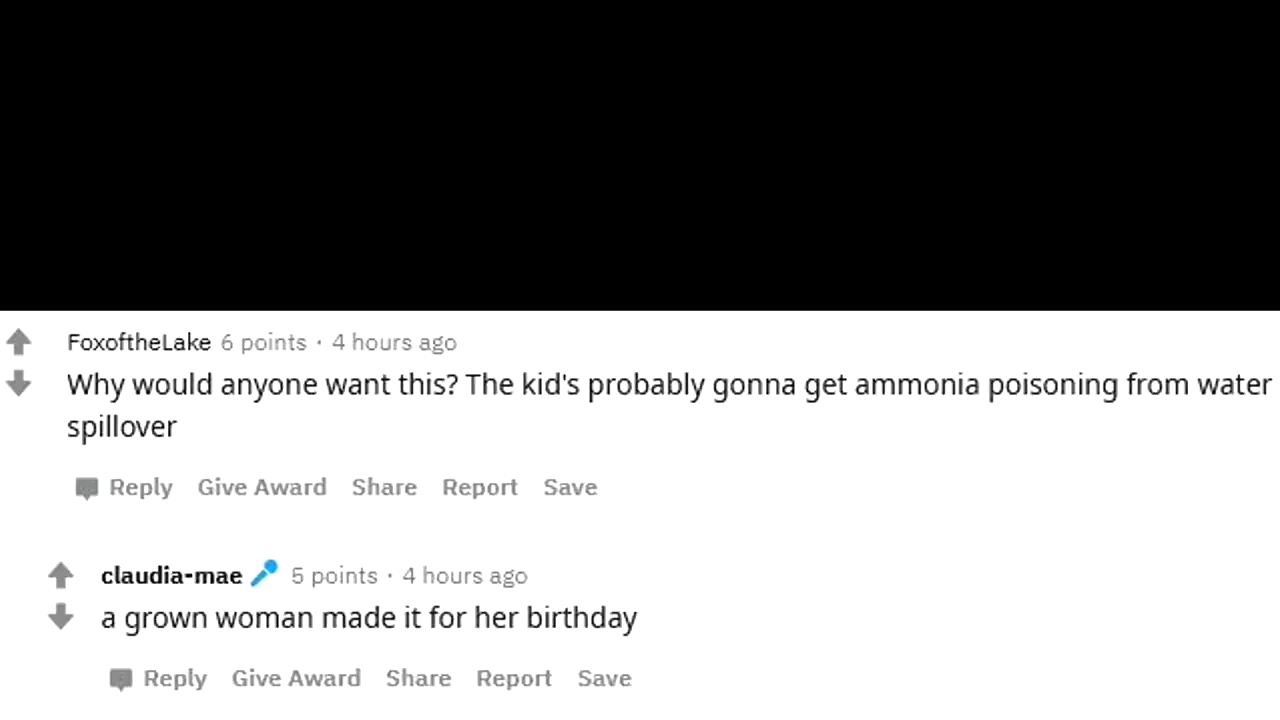 FoxoftheLake 6 points · 4 hours ago
Why would anyone want this? The kid's probably gonna get ammonia poisoning from water
spillover
Reply Give Award Share Report Save
claudia-mae 5 points · 4 hours ago
a grown woman made it for her birthday
Reply Give Award Share Report Save